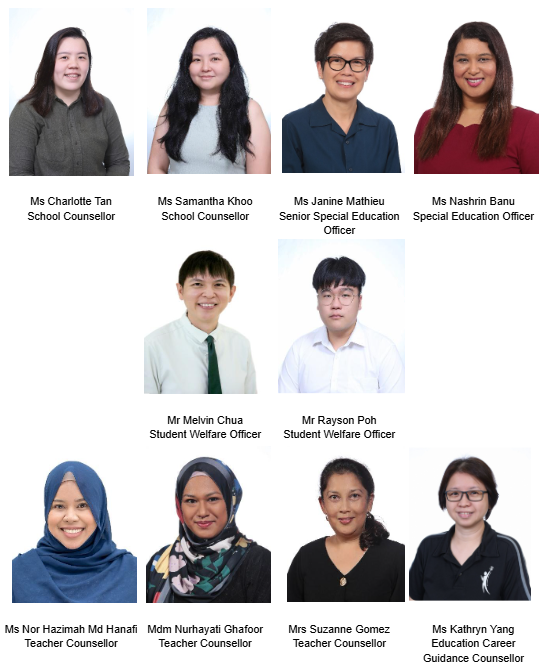 Ms Charlotte Tan
School Counsellor
Ms Samantha Khoo
School Counsellor
Ms Janine Mathieu
Senior Special Education
Officer
Ms Nashrin Banu
Special Education Officer
Mr Melvin Chua
Student Welfare Officer
Mr Rayson Poh
Student Welfare Officer
Ms Nor Hazimah Md Hanafi
Teacher Counsellor
Mdm Nurhayati Ghafoor
Teacher Counsellor
Mrs Suzanne Gomez
Teacher Counsellor
Ms Kathryn Yang
Education Career
Guidance Counsellor